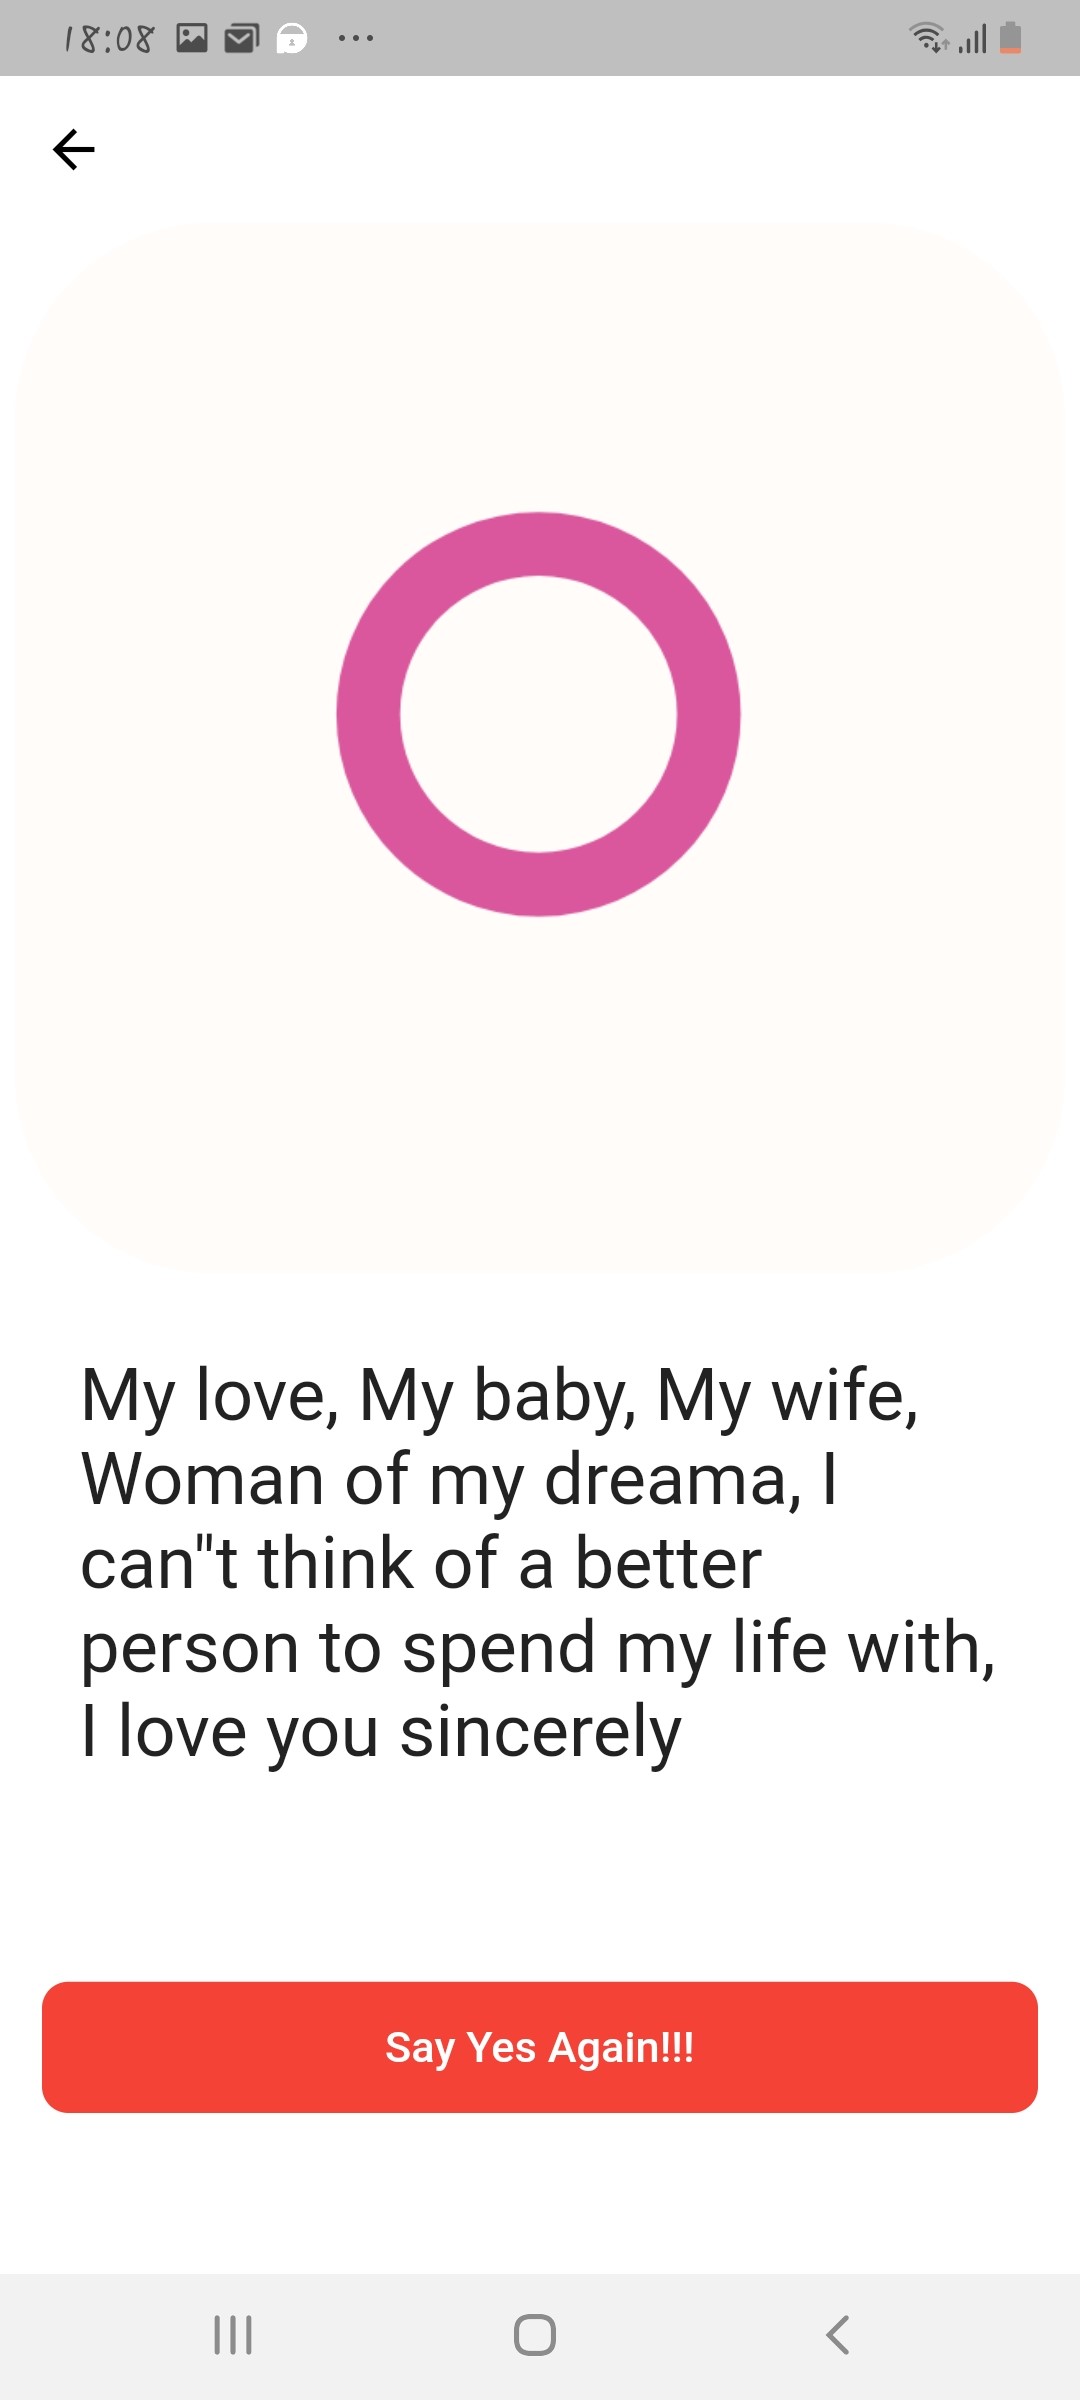 18:08
My love, My baby, My wife,
Woman of my dreama, I
can"t think of a better
person to spend my life with,
I love you sincerely
Say Yes Again!!!